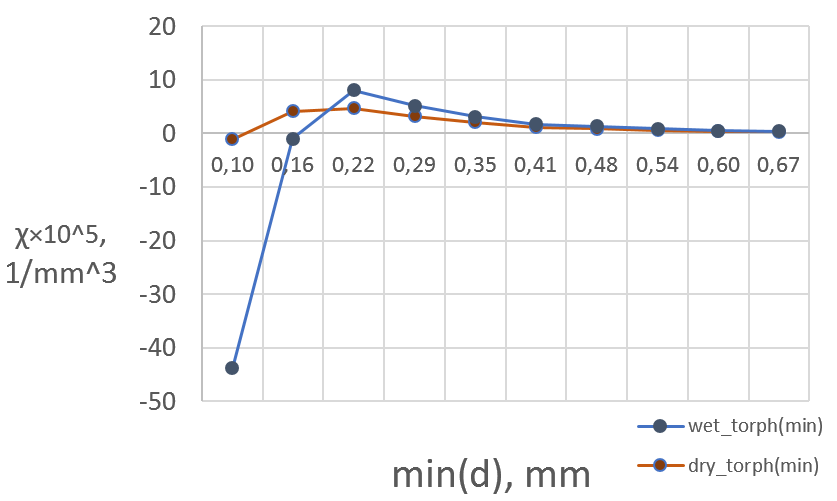 20
10
0
0,10 0,16 0,22 0,29 0,35 0,41 0,48 0,54 0,60 0,67
-10
-20
χ×10^5,
1/mm^3
-30
-40
-50
wet_torph(min)
dry_torph(min)
min(d), mm